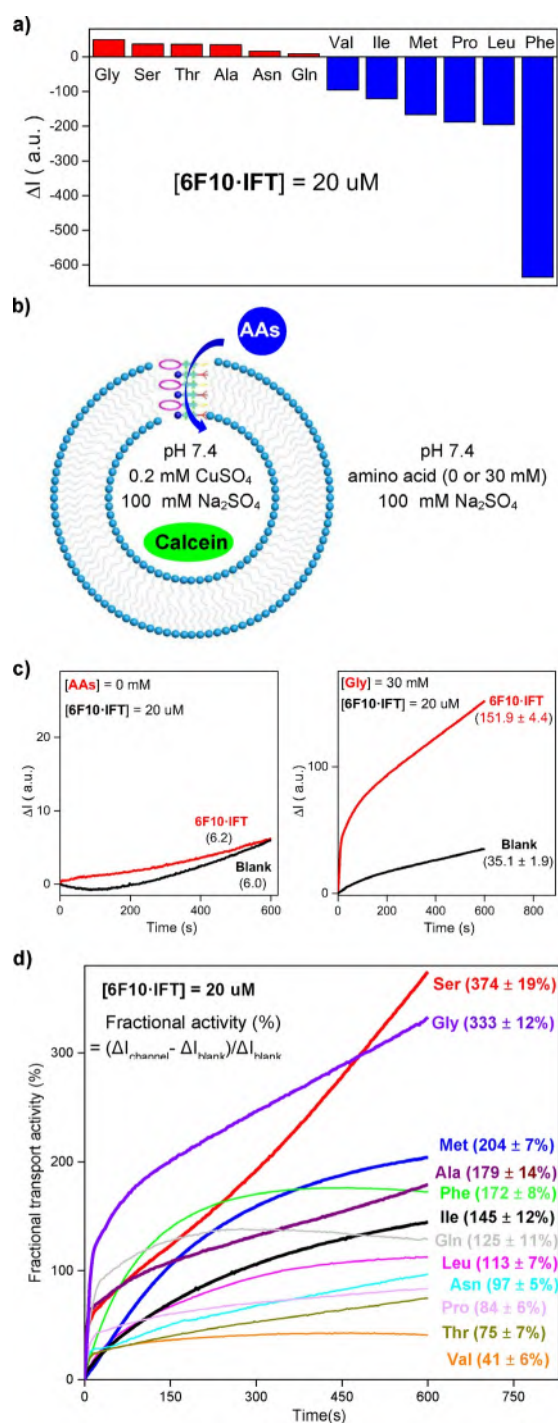 a)
Val Ile Met Pro Leu Phe
0
-100
-200
-300
-400
-500
-600
ΔI ( a.u.)
Gly Ser Thr Ala Asn Gln
[6F10·IFT] = 20 uM
b)
AAs
pH 7.4
0.2 mM CuSO₄
100 mM Na₂SO₄
Calcein
pH 7.4
amino acid (0 or 30 mM)
100 mM Na₂SO₄
c)
[AAs] = 0 mM
[6F10·IFT] = 20 uM
20
10
0
ΔI (a.u.)
6F10·IFT
(6.2)
Blank
(6.0)
0 200 400 600
Time (s)
[Gly] = 30 mM
[6F10·IFT] = 20 uM
6F10·IFT
(151.9 ± 4.4)
100
0
ΔI (a.u.)
Blank
(35.1 ± 1.9)
0 200 400 600 800
Time (s)
d)
[6F10·IFT] = 20 uM
Fractional activity (%)
= (ΔI_channel- ΔI_blank)/ΔI_blank
300
200
100
0
Fractional transport activity (%)
Ser (374 ± 19%)
Gly (333 ± 12%)
Met (204 ± 7%)
Ala (179 ± 14%)
Phe (172 ± 8%)
Ile (145 ± 12%)
Gln (125 ± 11%)
Leu (113 ± 7%)
Asn (97 ± 5%)
Pro (84 ± 6%)
Thr (75 ± 7%)
Val (41 ± 6%)
0 150 300 450 600 750
Time(s)